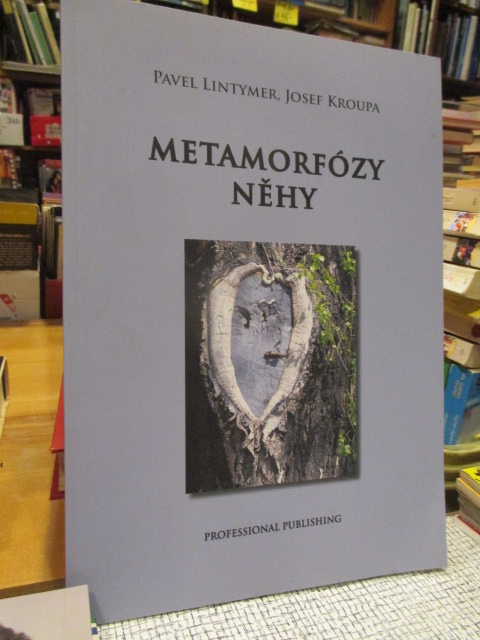 PAVEL LINTYMER, JOSEF KROUPA
METAMORFÓZY
NĚHY
PROFESSIONAL PUBLISHING